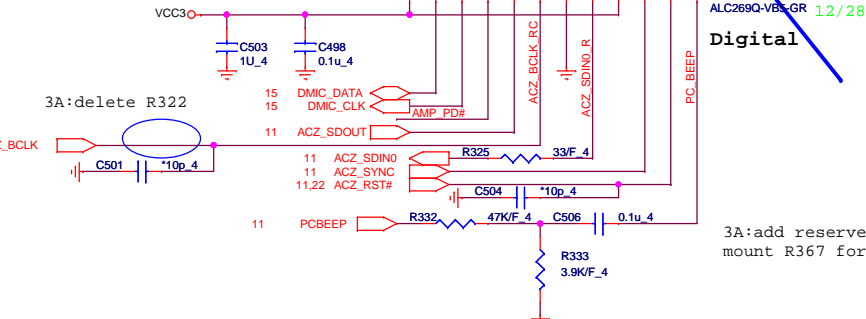 ALC269Q-VB5-GR 12/28
VCC3
Digital
C503
1U_4
C498
0.1u_4
ACZ_BCLK_RC
ACZ_SDIN0_R
PC_BEEP
15 DMIC_DATA
15 DMIC_CLK
AMP_PD#
3A:delete R322
11 ACZ_SDOUT
Z_BCLK
C501 *10p_4
11 ACZ_SDIN0 R325 33/F_4
11 ACZ_SYNC
11,22 ACZ_RST#
C504 *10p_4
11 PCBEEP R332 47K/F_4 C506 0.1u_4
3A:add reserve
mount R367 for
R333
3.9K/F_4